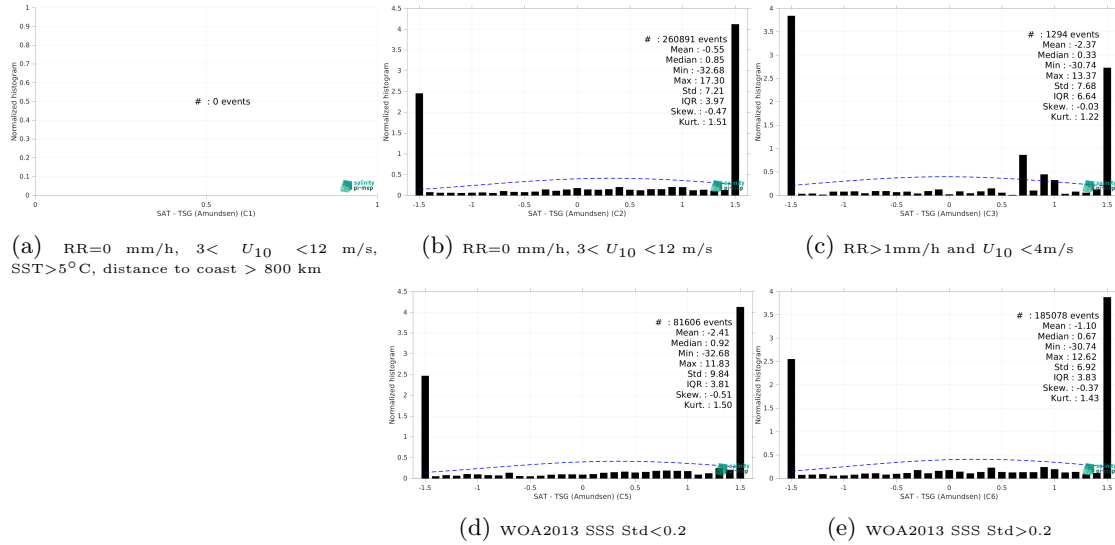 1
0.9
0.8
0.7
0.6
0.5
0.4
0.3
0.2
0.1
0
Normalized histogram
# : 0 events
salinity
pi-mep
0
0.5
1
SAT - TSG (Amundsen) (C1)
(a) RR=0 mm/h, 3< U10 <12 m/s,
SST>5°C, distance to coast > 800 km
4.5
4
3.5
3
2.5
2
1.5
1
0.5
0
Normalized histogram
# : 260891 events
Mean : -0.55
Median : 0.85
Min : -32.68
Max : 17.30
Std : 7.21
IQR : 3.97
Skew. : -0.47
Kurt. : 1.51
salinity
pi-mep
-1.5
-1
-0.5
0
0.5
1
1.5
SAT - TSG (Amundsen) (C2)
(b) RR=0 mm/h, 3< U10 <12 m/s
4
3.5
3
2.5
2
1.5
1
0.5
0
Normalized histogram
# : 1294 events
Mean : -2.37
Median : 0.33
Min : -30.74
Max : 13.37
Std : 7.68
IQR : 6.64
Skew. : -0.03
Kurt. : 1.22
salinity
pi-mep
-1.5
-1
-0.5
0
0.5
1
1.5
SAT - TSG (Amundsen) (C3)
(c) RR>1mm/h and U10 <4m/s
4.5
4
3.5
3
2.5
2
1.5
1
0.5
0
Normalized histogram
# : 81606 events
Mean : -2.41
Median : 0.92
Min : -32.68
Max : 11.83
Std : 9.84
IQR : 3.81
Skew. : -0.51
Kurt. : 1.50
salinity
pi-mep
-1.5
-1
-0.5
0
0.5
1
1.5
SAT - TSG (Amundsen) (C5)
(d) WOA2013 SSS Std<0.2
4
3.5
3
2.5
2
1.5
1
0.5
0
Normalized histogram
# : 185078 events
Mean : -1.10
Median : 0.67
Min : -30.74
Max : 12.62
Std : 6.92
IQR : 3.83
Skew. : -0.37
Kurt. : 1.43
salinity
pi-mep
-1.5
-1
-0.5
0
0.5
1
1.5
SAT - TSG (Amundsen) (C6)
(e) WOA2013 SSS Std>0.2